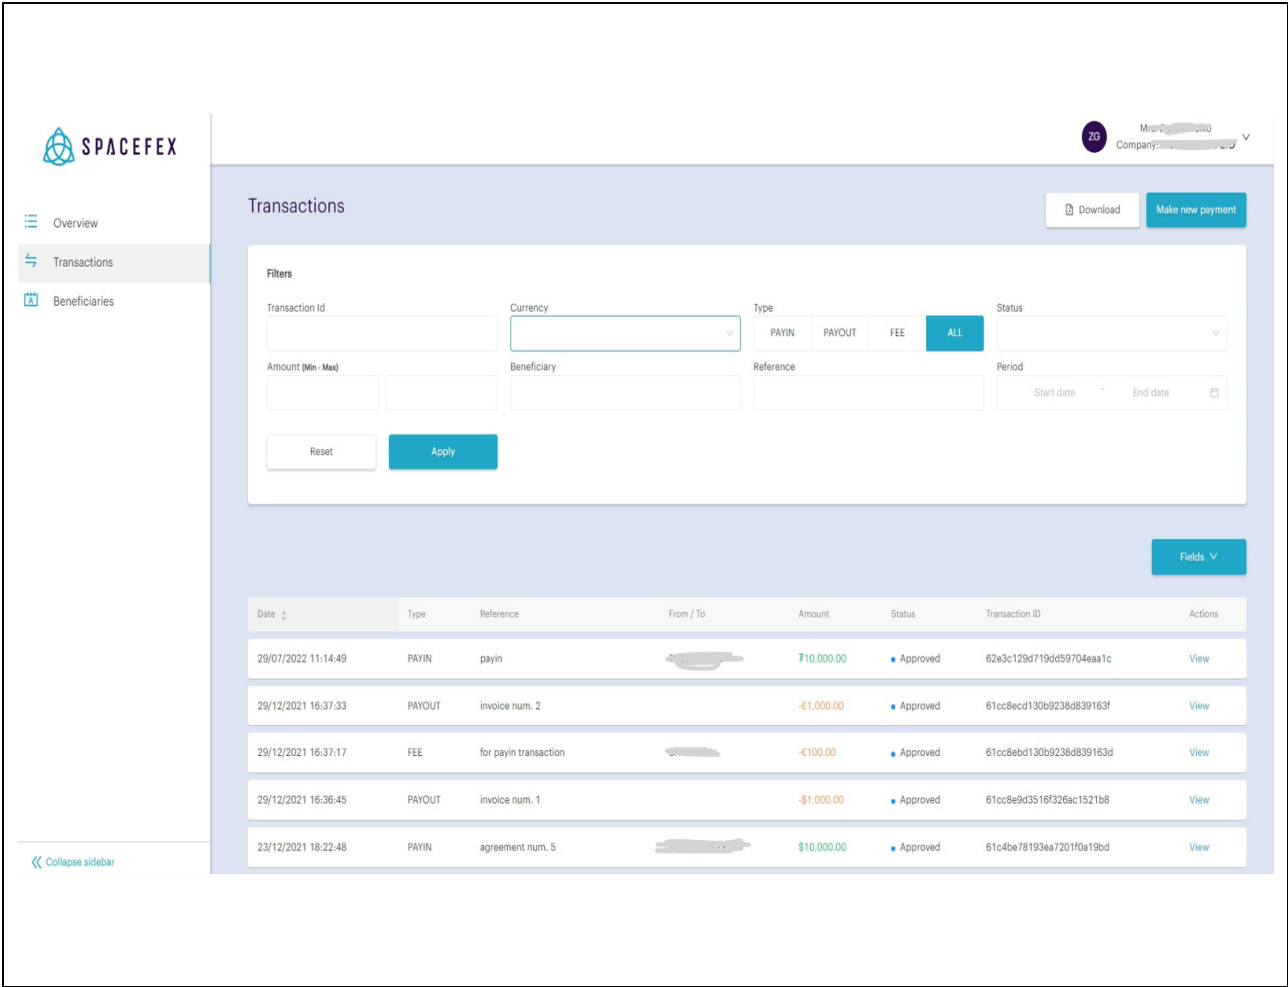 SPACEFEX
ZG
Company:
Overview
Transactions
Beneficiaries
Collapse sidebar
Transactions
Download
Make new payment
Filters
Transaction Id
Currency
Type
Status
PAYIN PAYOUT FEE ALL
Amount (Min - Max)
Beneficiary
Reference
Period
Start date - End date
Reset
Apply
Fields
Date Type Reference From / To Amount Status Transaction ID Actions
29/07/2022 11:14:49 PAYIN payin ₮10,000.00 Approved 62e3c129d719dd59704eaa1c View
29/12/2021 16:37:33 PAYOUT invoice num. 2 -£1,000.00 Approved 61cc8ecd130b9238d839163f View
29/12/2021 16:37:17 FEE for payin transaction -€100.00 Approved 61cc8ebd130b9238d839163d View
29/12/2021 16:36:45 PAYOUT invoice num. 1 -$1,000.00 Approved 61cc8e9d3516f326ac1521b8 View
23/12/2021 18:22:48 PAYIN agreement num. 5 $10,000.00 Approved 61c4be78193ea7201f0a19bd View